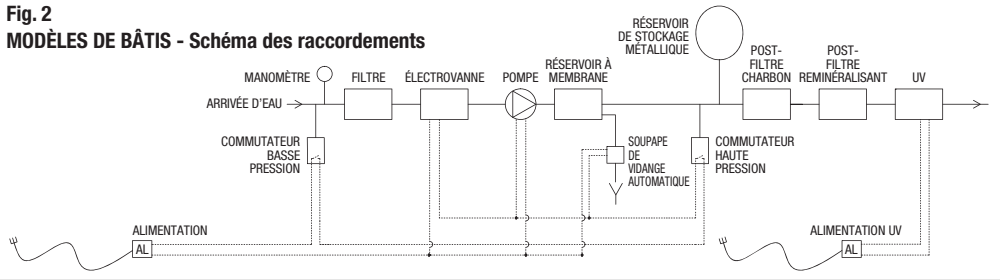 Fig. 2
MODÈLES DE BÂTIS - Schéma des raccordements
RÉSERVOIR
DE STOCKAGE
MÉTALLIQUE
MANOMÈTRE
FILTRE
ÉLECTROVANNE
POMPE
RÉSERVOIR À
MEMBRANE
POST-
FILTRE
CHARBON
POST-
FILTRE
REMINÉRALISANT
UV
ARRIVÉE D'EAU
COMMUTATEUR
BASSE
PRESSION
SOUPAPE
DE
VIDANGE
AUTOMATIQUE
COMMUTATEUR
HAUTE
PRESSION
ALIMENTATION
AL
ALIMENTATION UV
AL